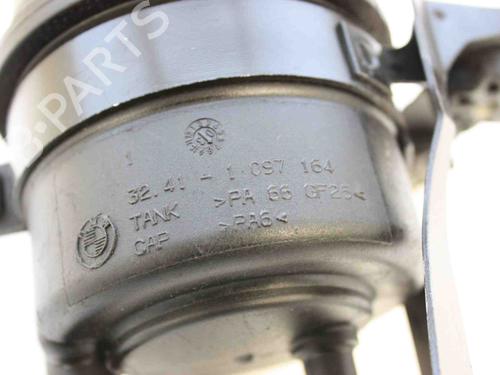 B-PARTS
1
32.41 - 1 097 164
TANK >PA 66 GF25<
CAP >PA6<